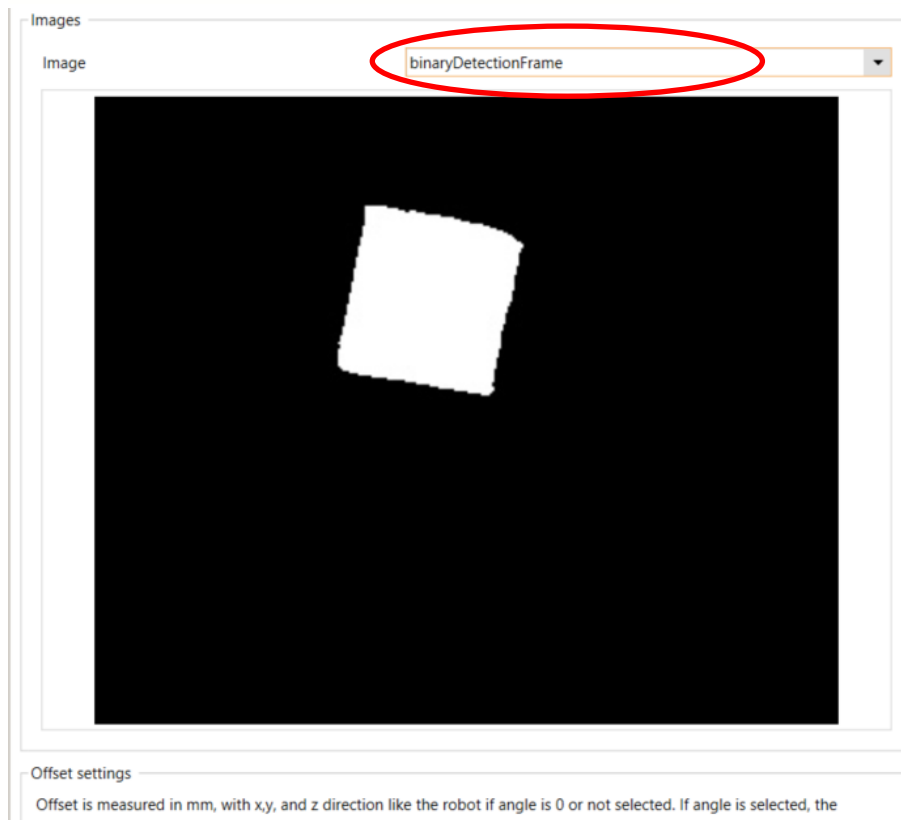 Images
Image
binaryDetectionFrame
Offset settings
Offset is measured in mm, with x,y, and z direction like the robot if angle is 0 or not selected. If angle is selected, the